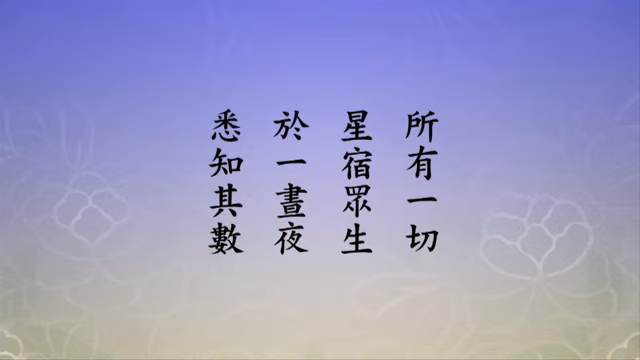 所有一切
星宿眾生
於一晝夜
悉知其數